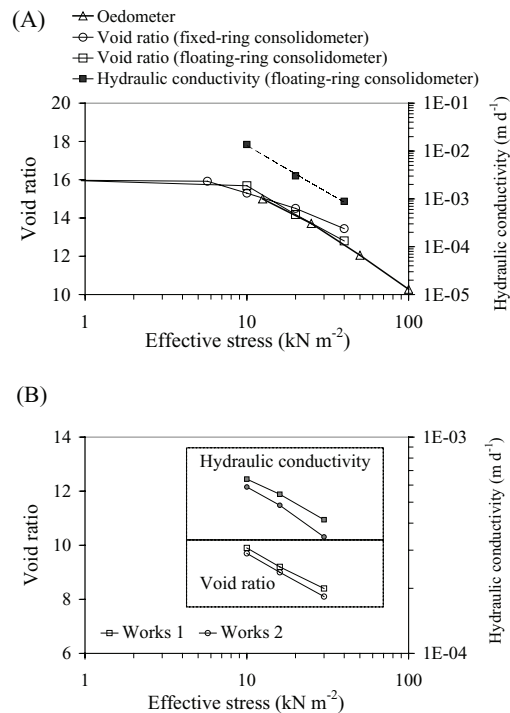 (A)
Oedometer
Void ratio (fixed-ring consolidometer)
Void ratio (floating-ring consolidometer)
Hydraulic conductivity (floating-ring consolidometer)
20
18
16
14
12
10
Void ratio
1E-01
1E-02
1E-03
1E-04
1E-05
Hydraulic conductivity (m d⁻¹)
1 10 100
Effective stress (kN m⁻²)
(B)
14
12
10
8
6
Void ratio
Hydraulic conductivity
Void ratio
Works 1 Works 2
1E-03
1E-04
Hydraulic conductivity (m d⁻¹)
1 10 100
Effective stress (kN m⁻²)